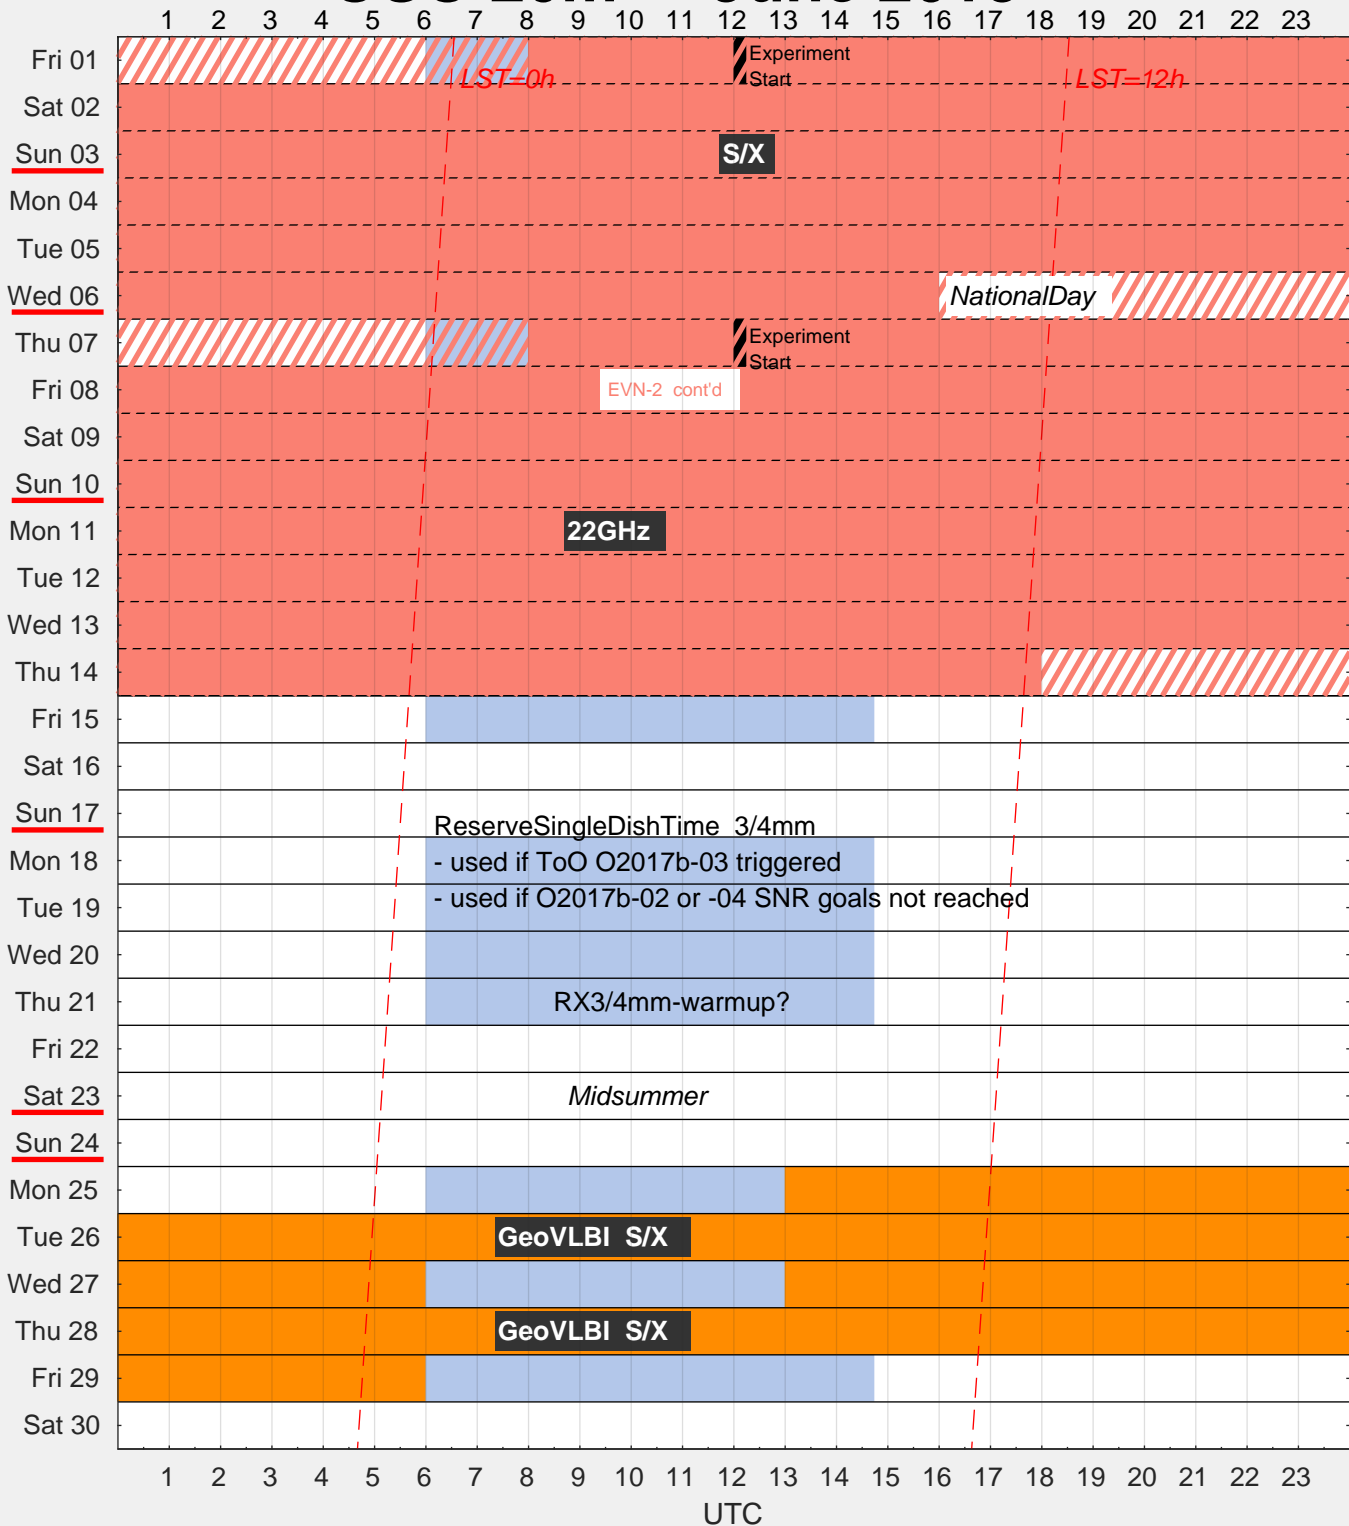 1 2 3 4 5 6 7 8 9 10 11 12 13 14 15 16 17 18 19 20 21 22 23
Fri 01
Experiment
Start
LST=0h
LST=12h
Sat 02
Sun 03
S/X
Mon 04
Tue 05
Wed 06
NationalDay
Thu 07
Experiment
Start
Fri 08
EVN-2 cont'd
Sat 09
Sun 10
Mon 11
22GHz
Tue 12
Wed 13
Thu 14
Fri 15
Sat 16
Sun 17
ReserveSingleDishTime 3/4mm
Mon 18
- used if ToO O2017b-03 triggered
Tue 19
- used if O2017b-02 or -04 SNR goals not reached
Wed 20
Thu 21
RX3/4mm-warmup?
Fri 22
Sat 23
Midsummer
Sun 24
Mon 25
Tue 26
GeoVLBI S/X
Wed 27
Thu 28
GeoVLBI S/X
Fri 29
Sat 30
1 2 3 4 5 6 7 8 9 10 11 12 13 14 15 16 17 18 19 20 21 22 23
UTC